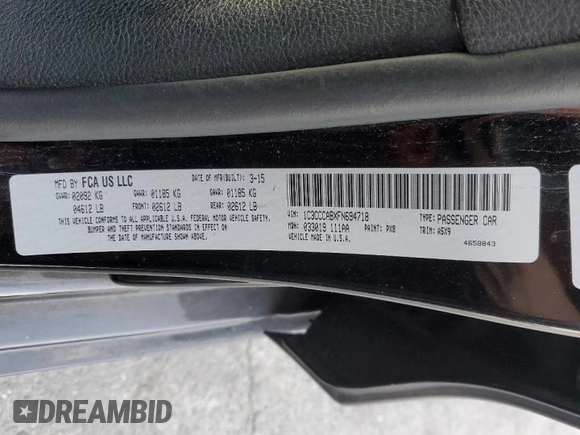 MFD BY FCA US LLC DATE OF MFR(BUILT): 3-15
GVWR: 02092 KG GAWR: 01185 KG GAWR: 01185 KG
04612 LB FRONT: 02612 LB REAR: 02612 LB
THIS VEHICLE CONFORMS TO ALL APPLICABLE U.S.A. FEDERAL MOTOR VEHICLE SAFETY,
BUMPER AND THEFT PREVENTION STANDARDS IN EFFECT ON
THE DATE OF MANUFACTURE SHOWN ABOVE.
VIN: 1C3CCCABXFN694718 TYPE: PASSENGER CAR
MDH: 033019 111AA PAINT: PX8 TRIM: A5X9
VEHICLE MADE IN U.S.A.
4658843
DREAMBID